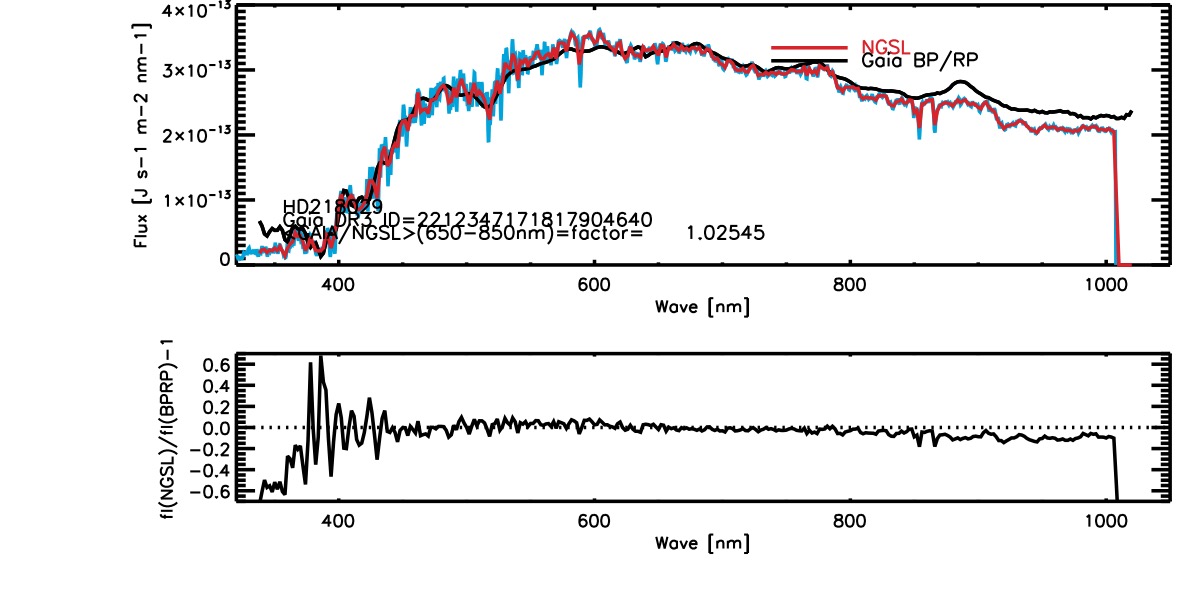 4×10−13
3×10−13
2×10−13
1×10−13
0
Flux [J s−1 m−2 nm−1]
NGSL
Gaia BP/RP
HD218029
Gaia DR3 ID=2212347171817904640
<GAIA/NGSL>(650−850nm)=factor= 1.02545
400 600 800 1000
Wave [nm]
0.6
0.4
0.2
0.0
−0.2
−0.4
−0.6
fl(NGSL)/fl(BPRP)−1
400 600 800 1000
Wave [nm]